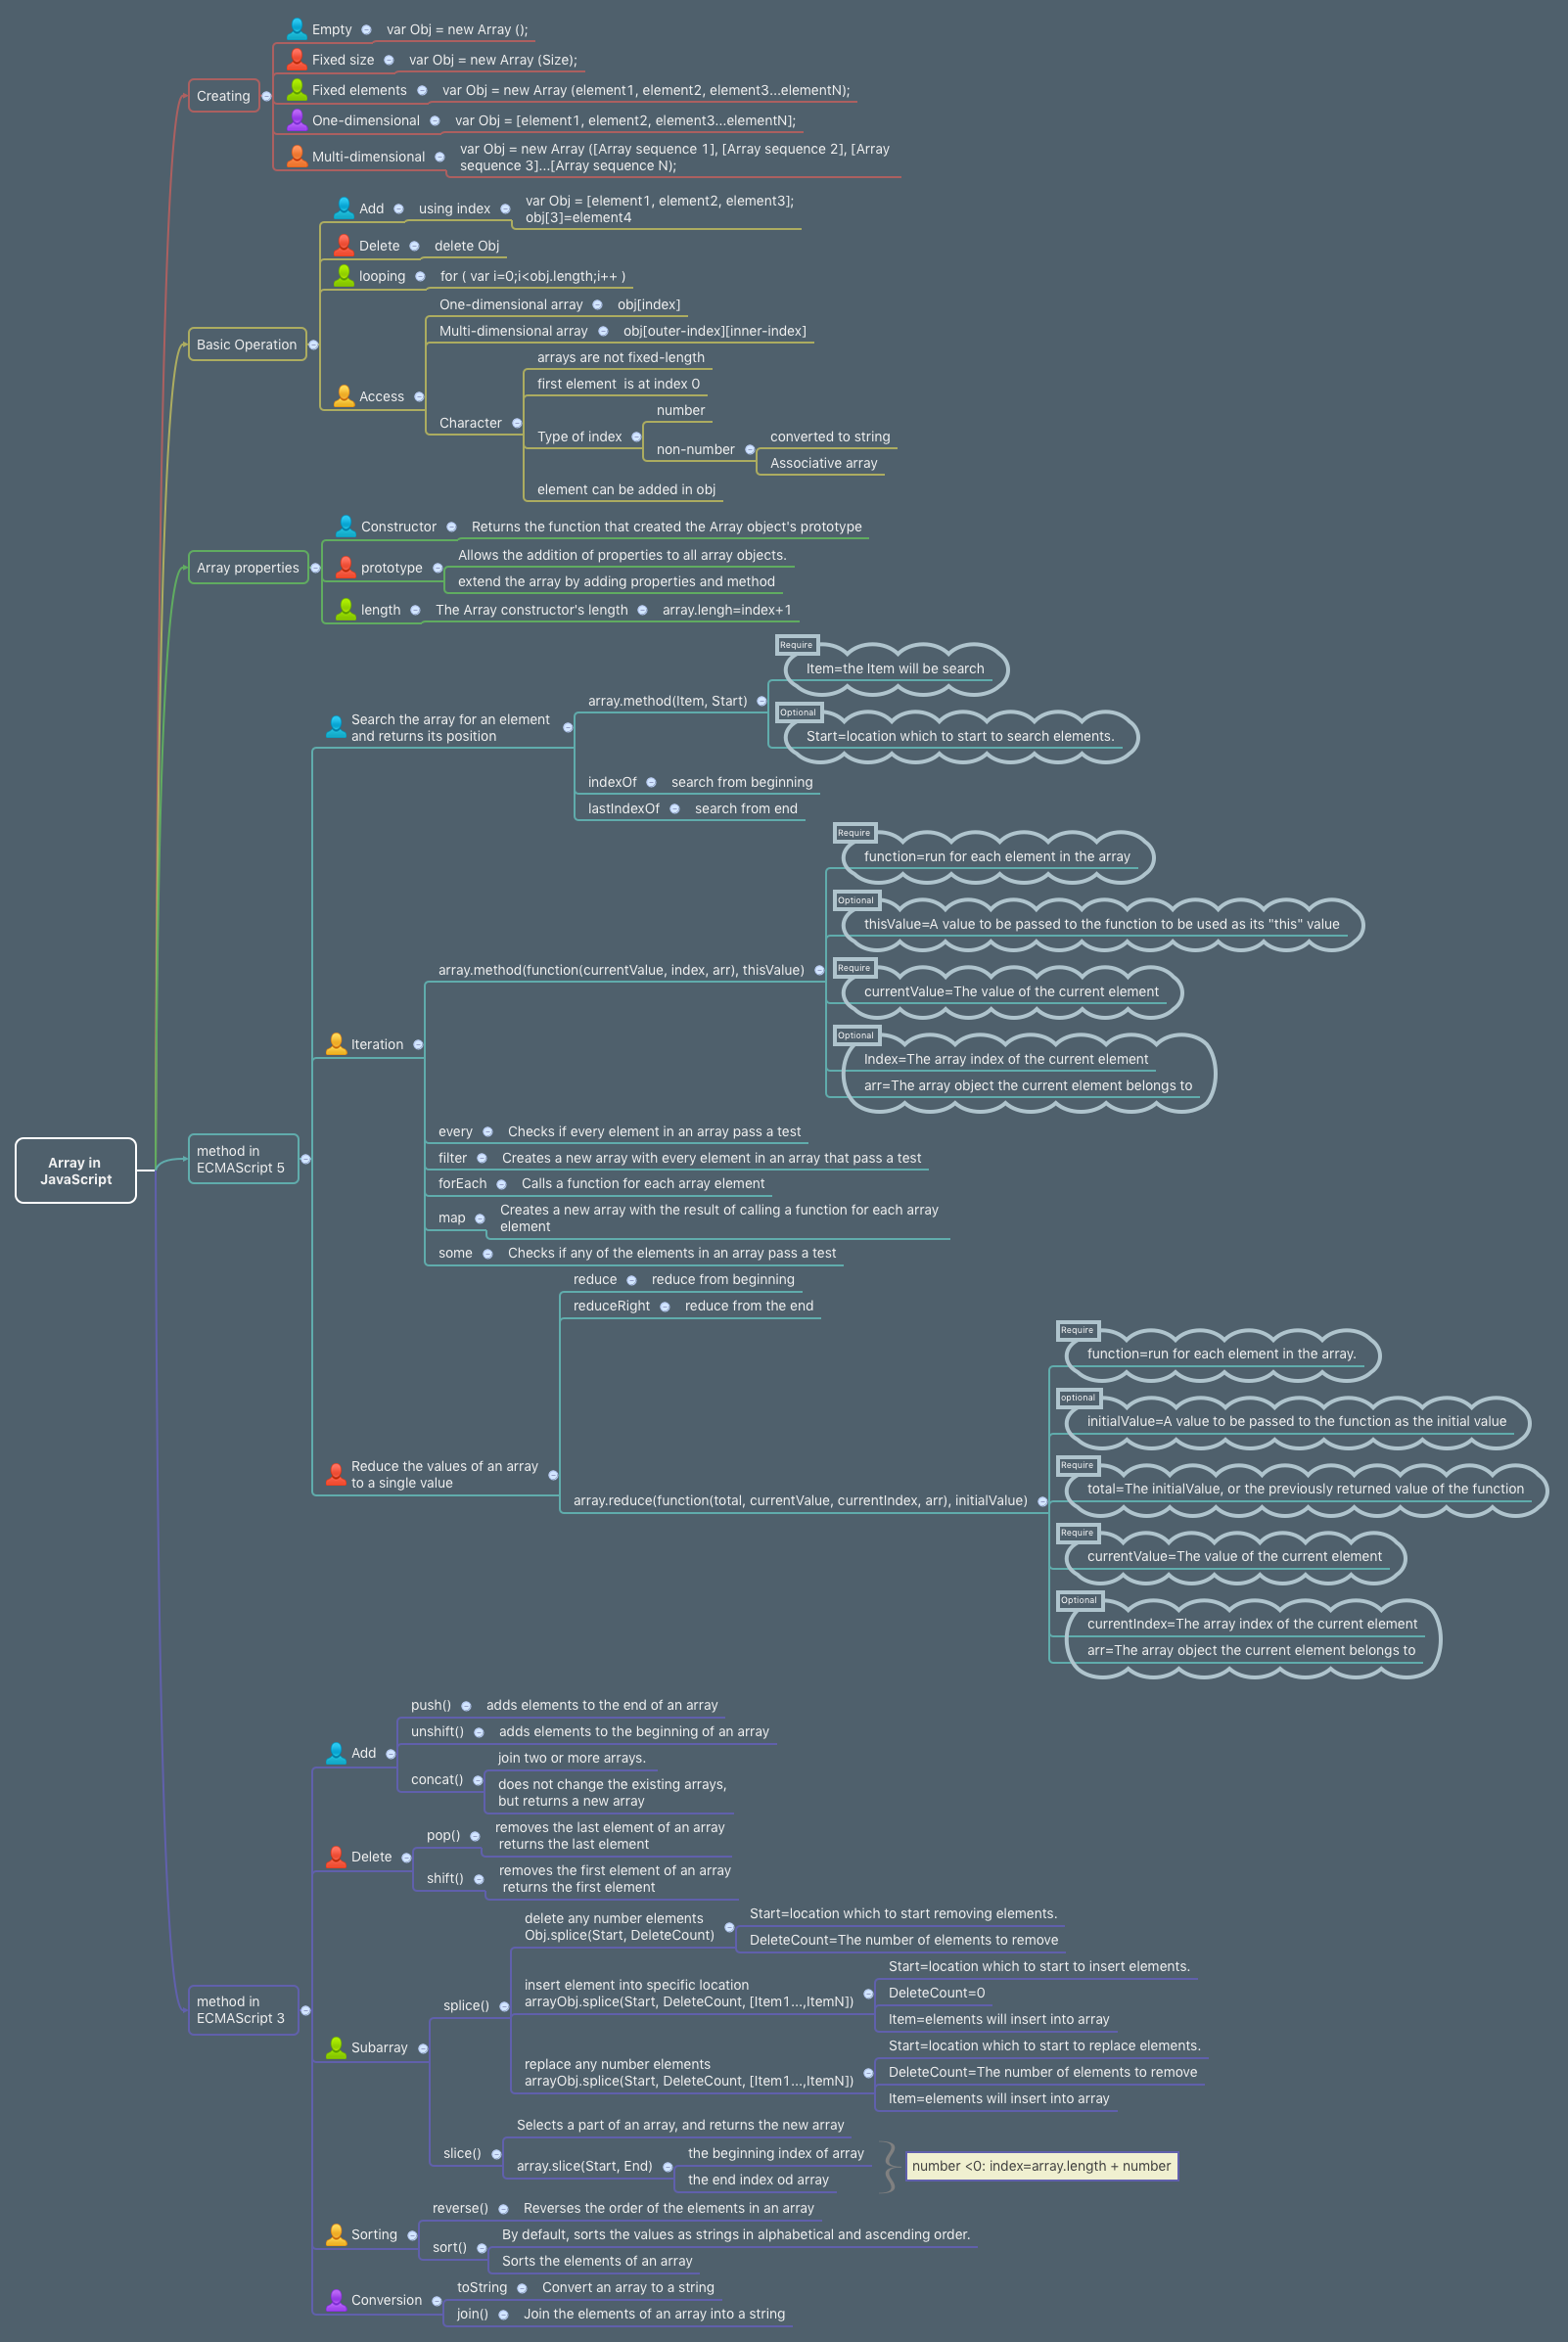 Array in
JavaScript
Creating
Empty
var Obj = new Array ();
Fixed size
var Obj = new Array (Size);
Fixed elements
var Obj = new Array (element1, element2, element3...elementN);
One-dimensional
var Obj = [element1, element2, element3...elementN];
Multi-dimensional
var Obj = new Array ([Array sequence 1], [Array sequence 2], [Array
sequence 3]...[Array sequence N);
Basic Operation
Add
using index
var Obj = [element1, element2, element3];
obj[3]=element4
Delete
delete Obj
looping
for ( var i=0;i<obj.length;i++ )
Access
One-dimensional array
obj[index]
Multi-dimensional array
obj[outer-index][inner-index]
Character
arrays are not fixed-length
first element  is at index 0
Type of index
number
non-number
converted to string
Associative array
element can be added in obj
Array properties
Constructor
Returns the function that created the Array object's prototype
prototype
Allows the addition of properties to all array objects.
extend the array by adding properties and method
length
The Array constructor's length
array.lengh=index+1
method in
ECMAScript 5
Search the array for an element
and returns its position
array.method(Item, Start)
Require
Item=the Item will be search
Optional
Start=location which to start to search elements.
indexOf
search from beginning
lastIndexOf
search from end
Iteration
array.method(function(currentValue, index, arr), thisValue)
Require
function=run for each element in the array
Optional
thisValue=A value to be passed to the function to be used as its "this" value
Require
currentValue=The value of the current element
Optional
Index=The array index of the current element
arr=The array object the current element belongs to
every
Checks if every element in an array pass a test
filter
Creates a new array with every element in an array that pass a test
forEach
Calls a function for each array element
map
Creates a new array with the result of calling a function for each array
element
some
Checks if any of the elements in an array pass a test
Reduce the values of an array
to a single value
reduce
reduce from beginning
reduceRight
reduce from the end
array.reduce(function(total, currentValue, currentIndex, arr), initialValue)
Require
function=run for each element in the array.
optional
initialValue=A value to be passed to the function as the initial value
Require
total=The initialValue, or the previously returned value of the function
Require
currentValue=The value of the current element
Optional
currentIndex=The array index of the current element
arr=The array object the current element belongs to
method in
ECMAScript 3
Add
push()
adds elements to the end of an array
unshift()
adds elements to the beginning of an array
concat()
join two or more arrays.
does not change the existing arrays,
but returns a new array
Delete
pop()
removes the last element of an array
returns the last element
shift()
removes the first element of an array
returns the first element
Subarray
splice()
delete any number elements
Obj.splice(Start, DeleteCount)
Start=location which to start removing elements.
DeleteCount=The number of elements to remove
insert element into specific location
arrayObj.splice(Start, DeleteCount, [Item1...,ItemN])
Start=location which to start to insert elements.
DeleteCount=0
Item=elements will insert into array
replace any number elements
arrayObj.splice(Start, DeleteCount, [Item1...,ItemN])
Start=location which to start to replace elements.
DeleteCount=The number of elements to remove
Item=elements will insert into array
slice()
Selects a part of an array, and returns the new array
array.slice(Start, End)
the beginning index of array
the end index od array
number <0: index=array.length + number
Sorting
reverse()
Reverses the order of the elements in an array
sort()
By default, sorts the values as strings in alphabetical and ascending order.
Sorts the elements of an array
Conversion
toString
Convert an array to a string
join()
Join the elements of an array into a string